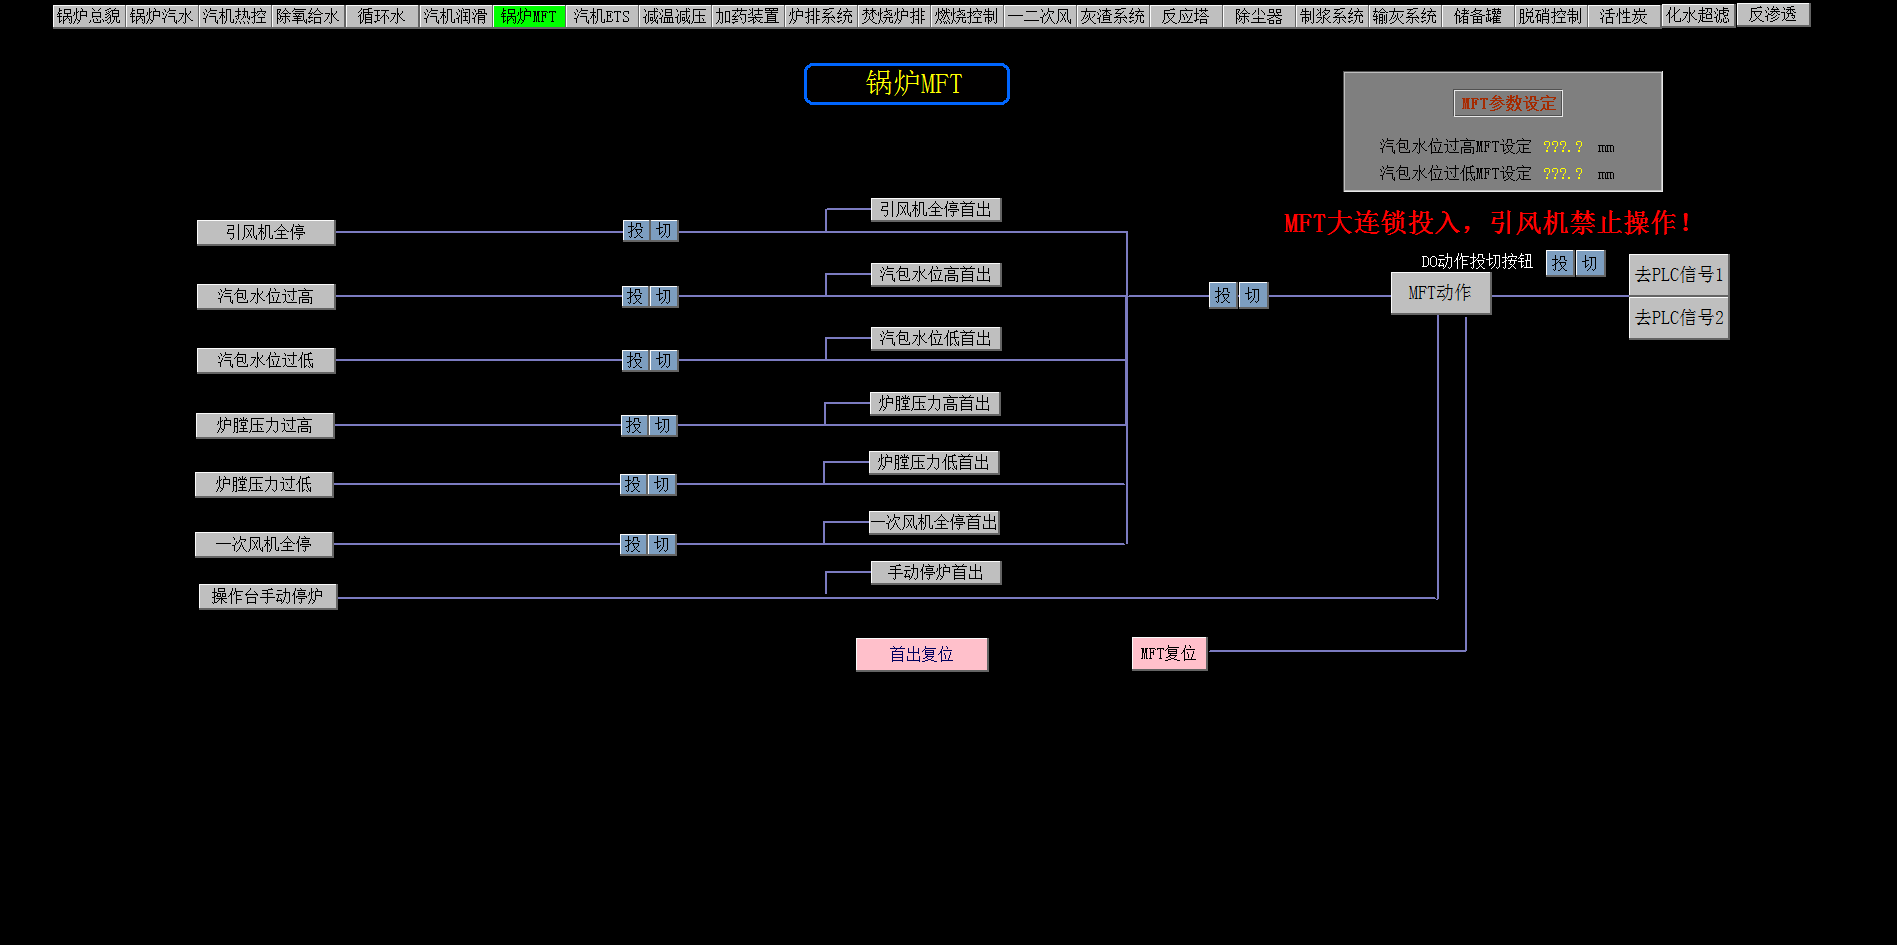 锅炉总貌 锅炉汽水 汽机热控 除氧给水 循环水 汽机润滑 锅炉MFT 汽机ETS 减温减压 加药装置 炉排系统 焚烧炉排 燃烧控制 一二次风 灰渣系统 反应塔 除尘器 制浆系统 输灰系统 储备罐 脱硝控制 活性炭 化水超滤 反渗透
锅炉MFT
MFT参数设定
汽包水位过高MFT设定 ???.? mm
汽包水位过低MFT设定 ???.? mm
MFT大连锁投入，引风机禁止操作！
引风机全停 投 切 引风机全停首出
DO动作投切按钮 投 切
汽包水位过高 投 切 汽包水位高首出
投 切 MFT动作 去PLC信号1
去PLC信号2
汽包水位过低 投 切 汽包水位低首出
炉膛压力过高 投 切 炉膛压力高首出
炉膛压力过低 投 切 炉膛压力低首出
一次风机全停 投 切 一次风机全停首出
操作台手动停炉 手动停炉首出
首出复位 MFT复位